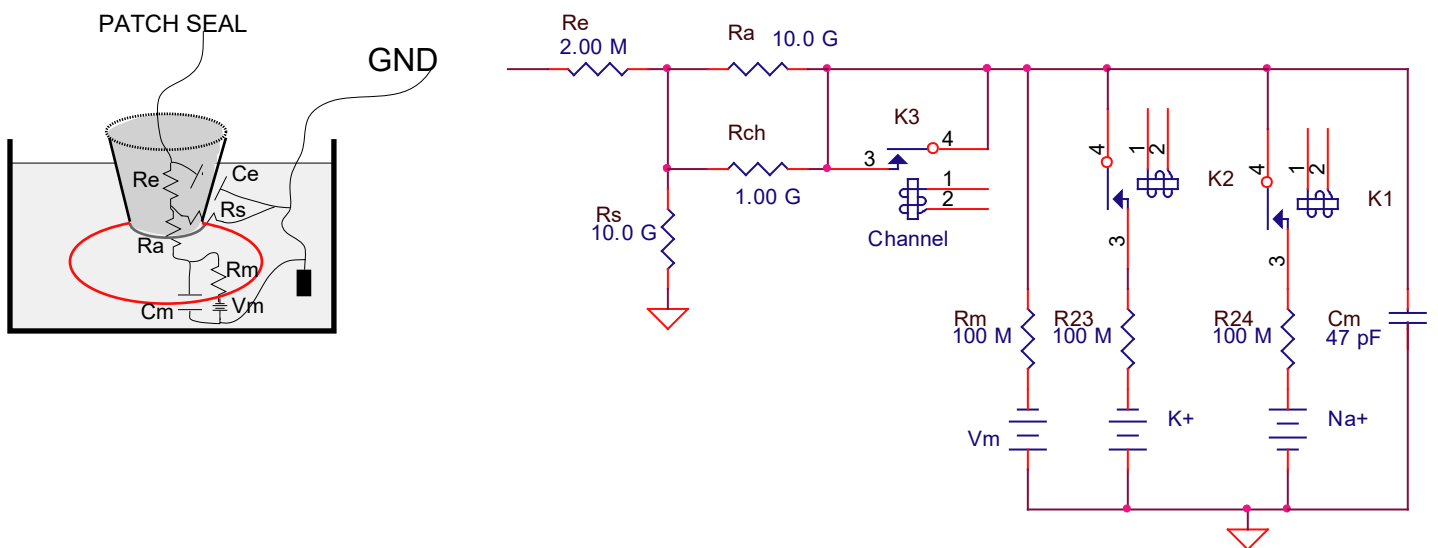 PATCH SEAL
GND
Re
Ce
Rs
Ra
Rm
Cm
Vm
Re
2.00 M
Ra
10.0 G
Rch
1.00 G
Rs
10.0 G
K3
4
3
1
2
Channel
4
1
2
K2
3
4
1
2
K1
3
Rm
100 M
R23
100 M
R24
100 M
Cm
47 pF
Vm
K+
Na+